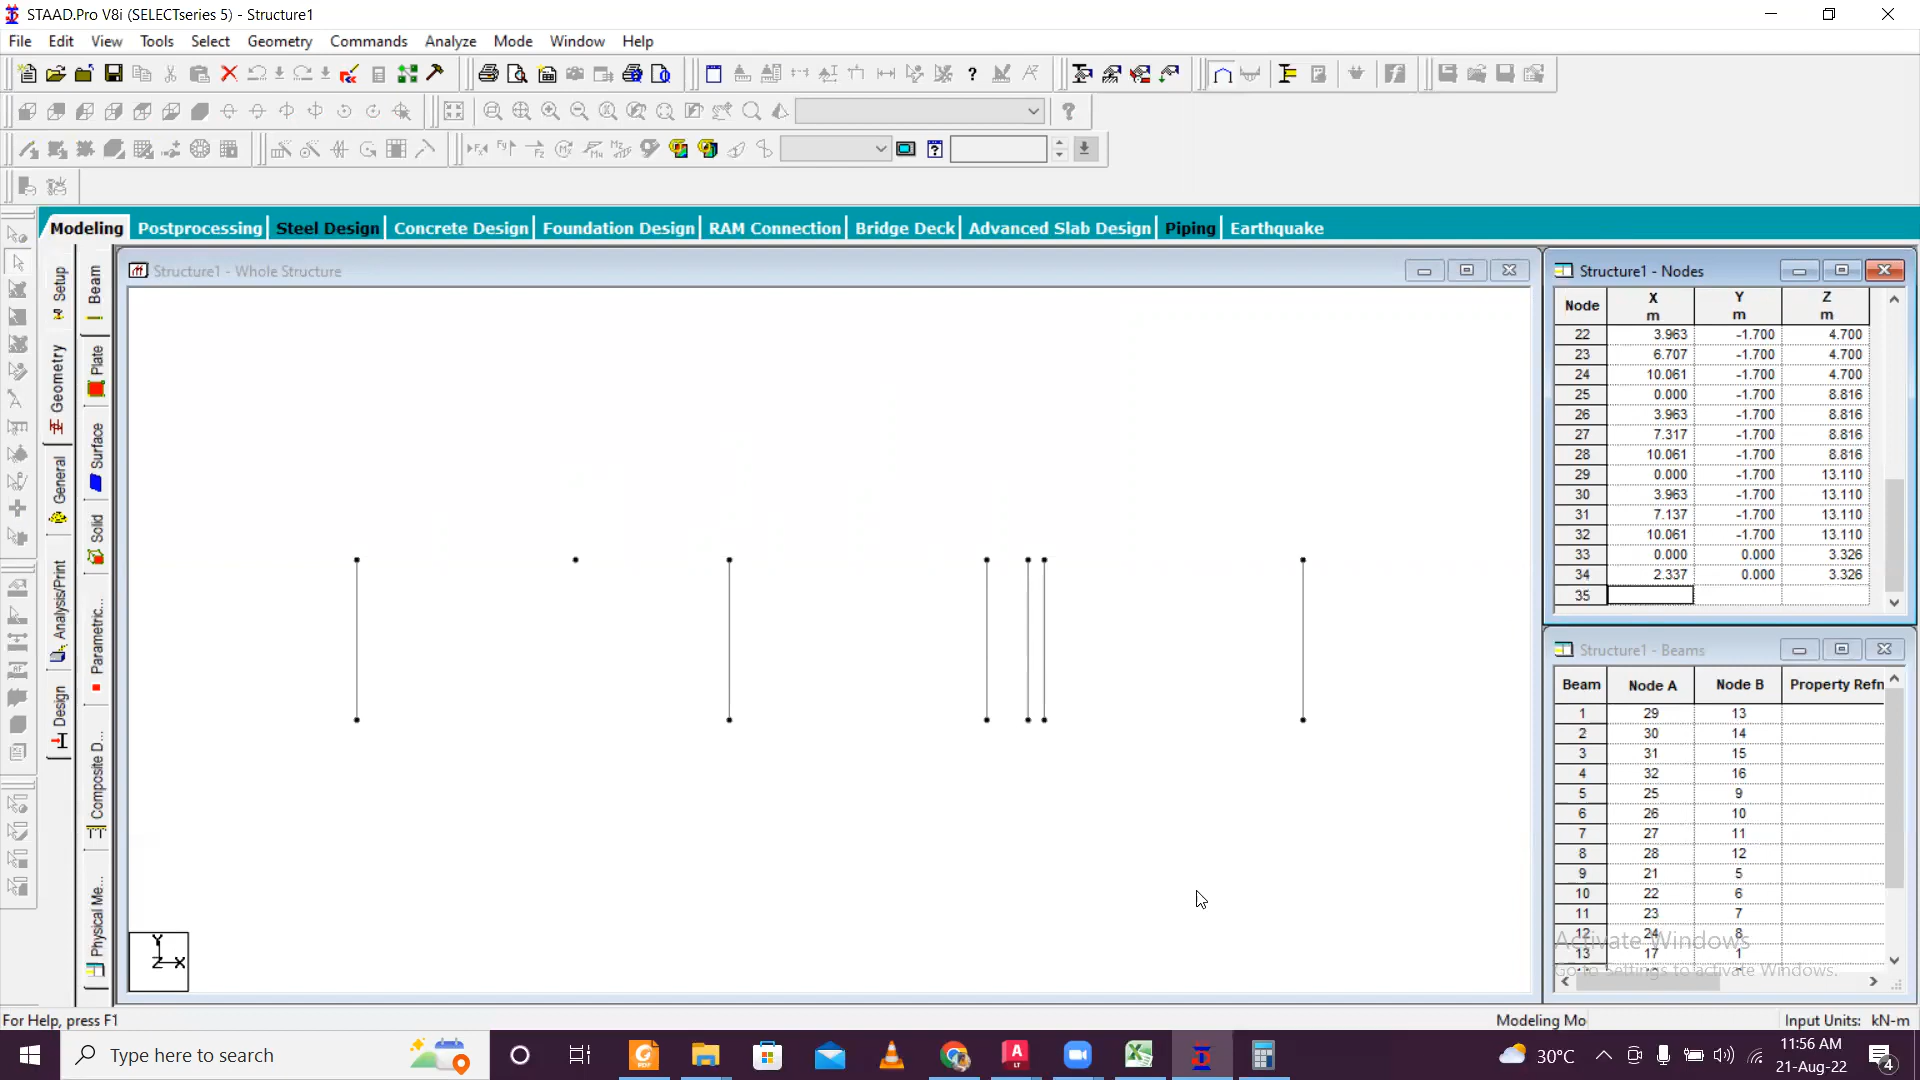 STAAD.Pro V8i (SELECTseries 5) - Structure1
File Edit View Tools Select Geometry Commands Analyze Mode Window Help
Modeling Postprocessing Steel Design Concrete Design Foundation Design RAM Connection Bridge Deck Advanced Slab Design Piping Earthquake
Setup
Geometry
General
Analysis/Print
Design
Beam
Plate
Surface
Solid
Parametric...
Composite D...
Physical Me...
Structure1 - Whole Structure
Y
Z X
Structure1 - Nodes
Node X m Y m Z m
22 3.963 -1.700 4.700
23 6.707 -1.700 4.700
24 10.061 -1.700 4.700
25 0.000 -1.700 8.816
26 3.963 -1.700 8.816
27 7.317 -1.700 8.816
28 10.061 -1.700 8.816
29 0.000 -1.700 13.110
30 3.963 -1.700 13.110
31 7.137 -1.700 13.110
32 10.061 -1.700 13.110
33 0.000 0.000 3.326
34 2.337 0.000 3.326
35
Structure1 - Beams
Beam Node A Node B Property Refn
1 29 13
2 30 14
3 31 15
4 32 16
5 25 9
6 26 10
7 27 11
8 28 12
9 21 5
10 22 6
11 23 7
12 24 8
13 17 1
Activate Windows
Go to Settings to activate Windows.
For Help, press F1
Modeling Mo
Input Units: kN-m
Type here to search
30°C
11:56 AM
21-Aug-22
4